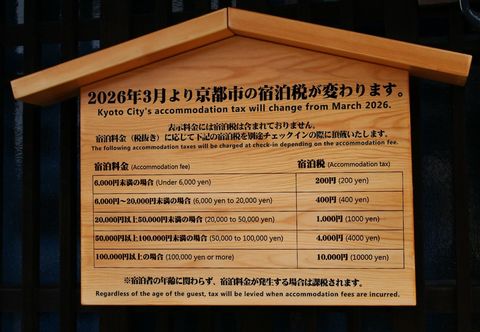 2026年3月より京都市の宿泊税が変わります。
Kyoto City's accommodation tax will change from March 2026.
表示料金には宿泊税は含まれておりません。
宿泊料金（税抜き）に応じて下記の宿泊税を別途チェックインの際に頂戴いたします。
The following accommodation taxes will be charged at check-in depending on the accommodation fee.
宿泊料金 (Accommodation fee) 宿泊税 (Accommodation tax)
6,000円未満の場合 (Under 6,000 yen) 200円 (200 yen)
6,000円～20,000円未満の場合 (6,000 yen to 20,000 yen) 400円 (400 yen)
20,000円以上50,000円未満の場合 (20,000 to 50,000 yen) 1,000円 (1000 yen)
50,000円以上100,000円未満の場合 (50,000 to 100,000 yen) 4,000円 (4000 yen)
100,000円以上の場合 (100,000 yen or more) 10,000円 (10000 yen)
※宿泊者の年齢に関わらず、宿泊料金が発生する場合は課税されます。
Regardless of the age of the guest, tax will be levied when accommodation fees are incurred.